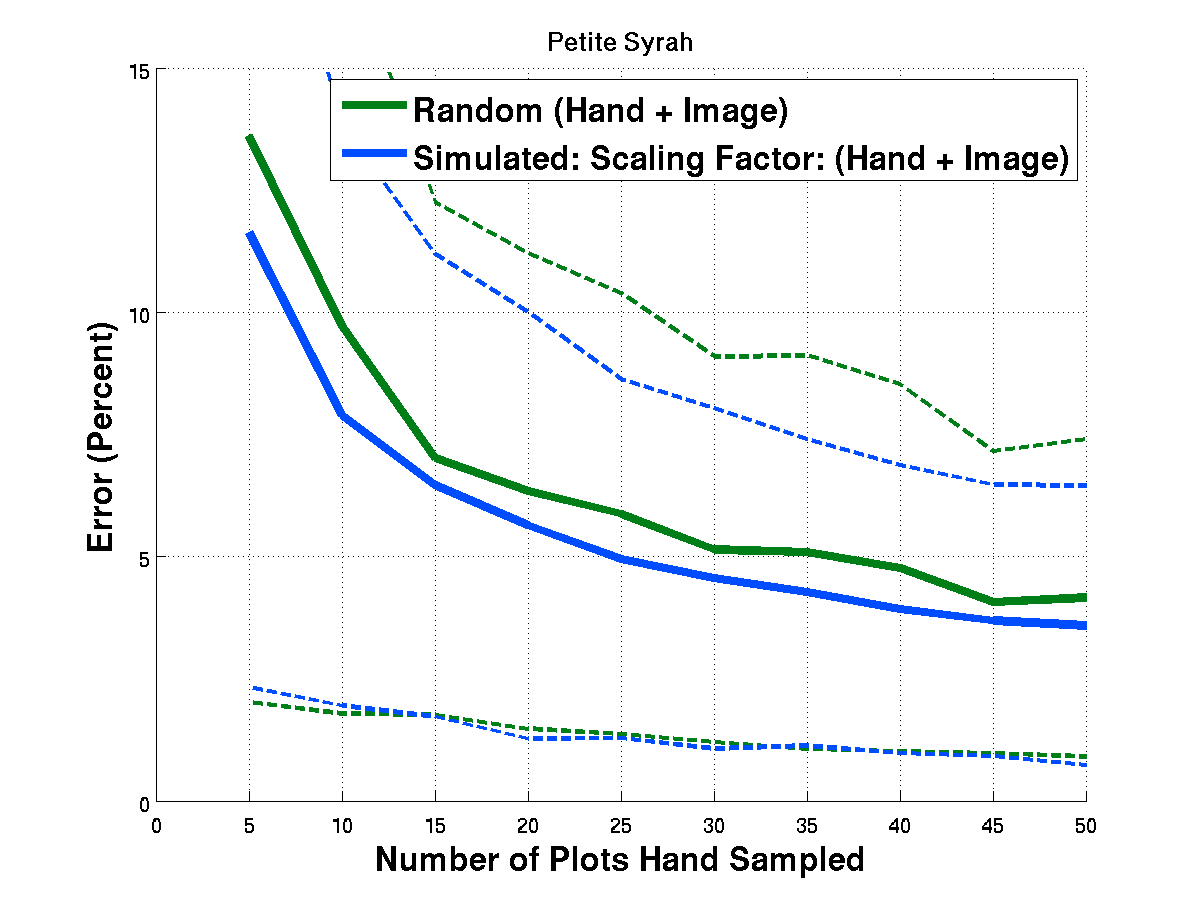 Petite Syrah
Random (Hand + Image)
Simulated: Scaling Factor: (Hand + Image)
15
10
5
0
Error (Percent)
0 5 10 15 20 25 30 35 40 45 50
Number of Plots Hand Sampled